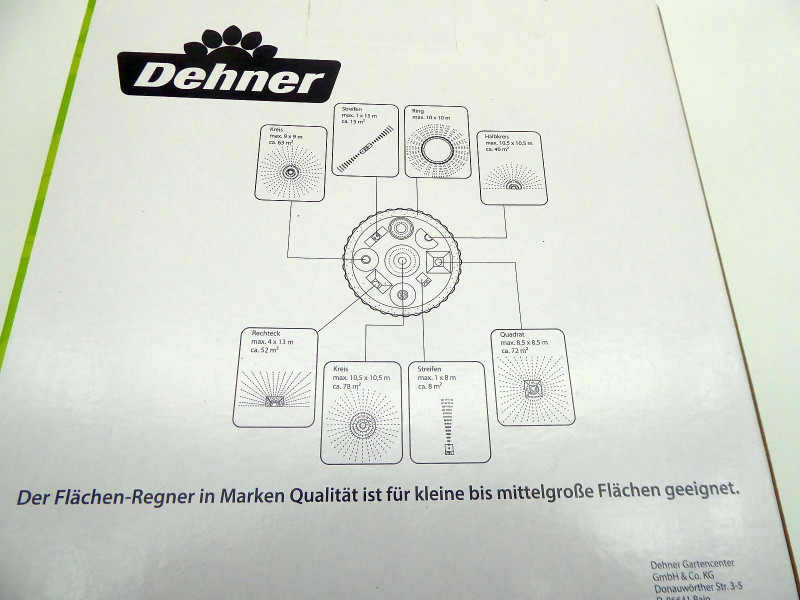 Dehner
Streifen
max. 1 x 15 m
ca. 15 m²
Ring
max. 10 x 10 m
Kreis
max. 9 x 9 m
ca. 63 m²
Halbkreis
max. 10,5 x 10,5 m
ca. 40 m²
Rechteck
max. 4 x 13 m
ca. 52 m²
Quadrat
max. 8,5 x 8,5 m
ca. 72 m²
Kreis
max. 10,5 x 10,5 m
ca. 78 m²
Streifen
max. 1 x 8 m
ca. 8 m²
Der Flächen-Regner in Marken Qualität ist für kleine bis mittelgroße Flächen geeignet.
Dehner Gartencenter
GmbH & Co. KG
Donauwörther Str. 3-5
D-86641 Rain